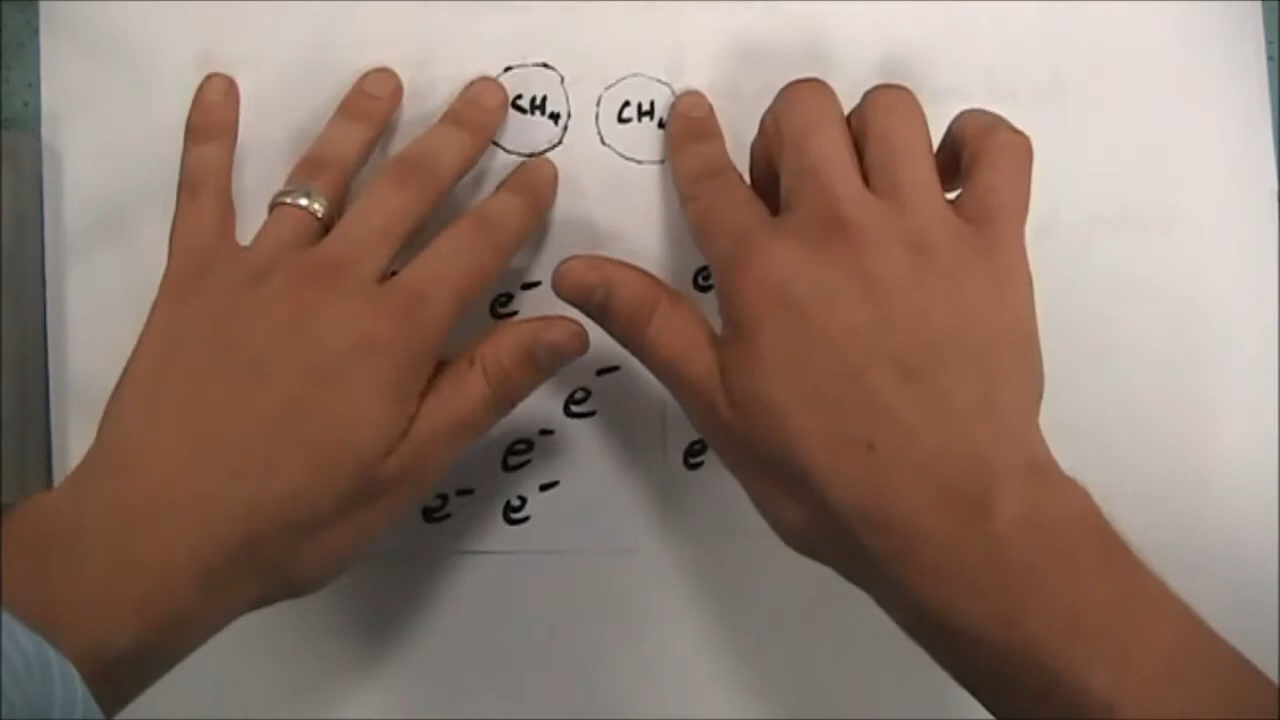 CH₄ CH₄
e⁻ e
e⁻
e⁻ e
e⁻ e⁻